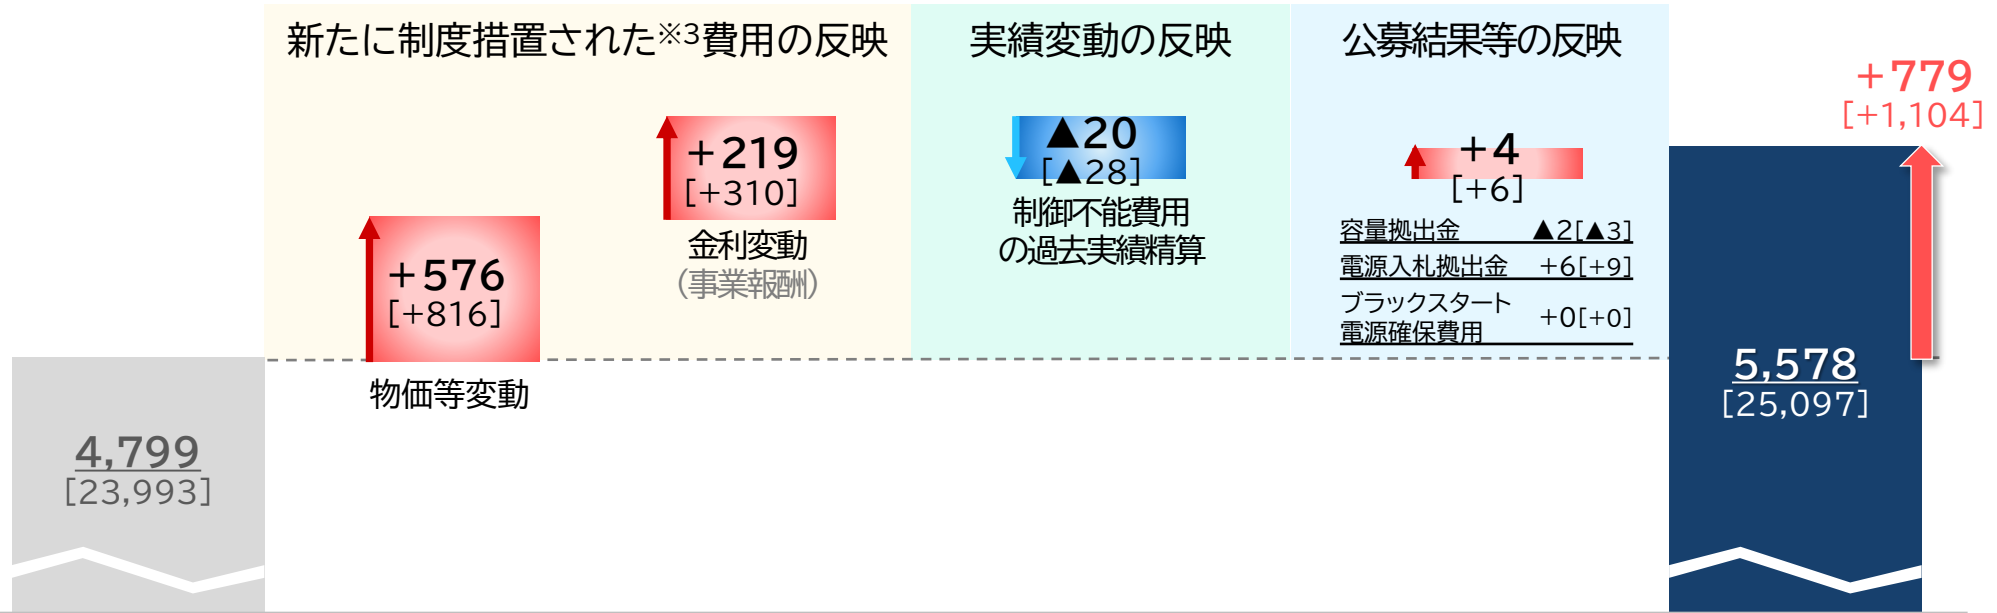 新たに制度措置された※3費用の反映
実績変動の反映
公募結果等の反映
+779
[+1,104]
+219
[+310]
金利変動
(事業報酬)
▲20
[▲28]
制御不能費用
の過去実績精算
+4
[+6]
容量拠出金 ▲2[▲3]
電源入札拠出金 +6[+9]
ブラックスタート
電源確保費用 +0[+0]
+576
[+816]
物価等変動
4,799
[23,993]
5,578
[25,097]